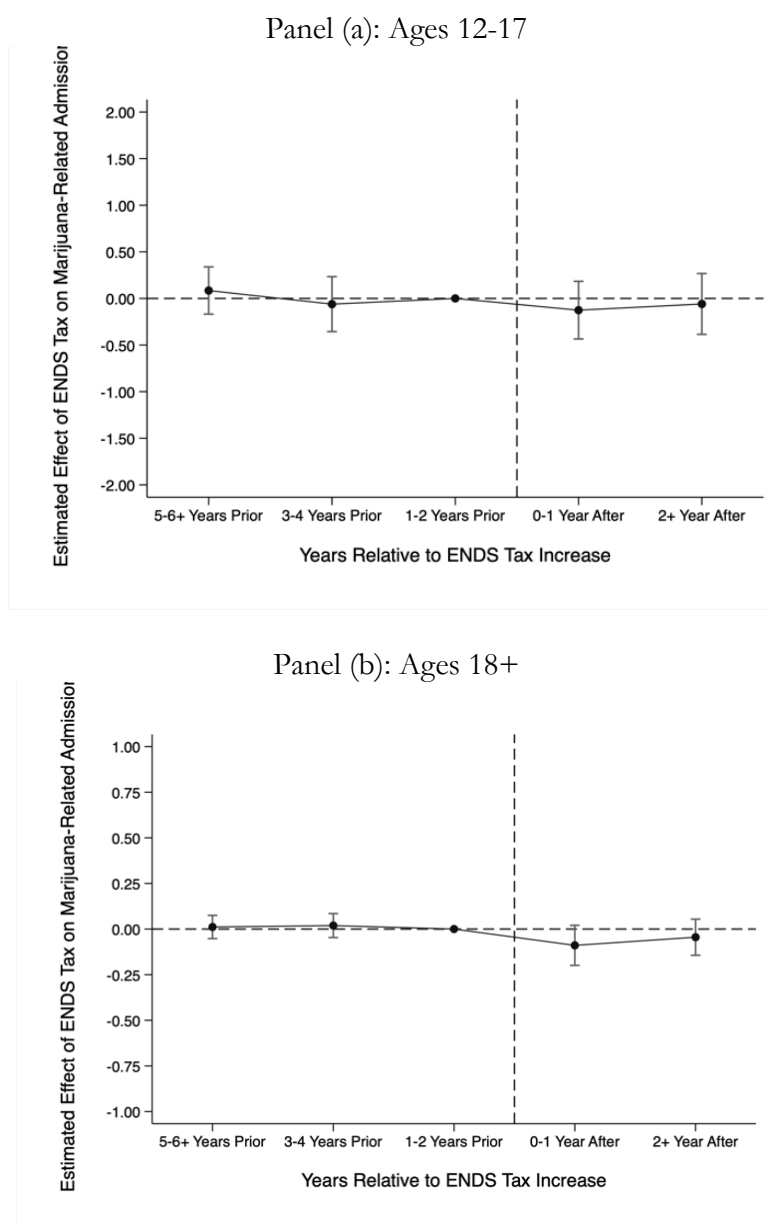 Panel (a): Ages 12-17
Estimated Effect of ENDS Tax on Marijuana-Related Admission
2.00
1.50
1.00
0.50
0.00
-0.50
-1.00
-1.50
-2.00
5-6+ Years Prior 3-4 Years Prior 1-2 Years Prior 0-1 Year After 2+ Year After
Years Relative to ENDS Tax Increase
Panel (b): Ages 18+
Estimated Effect of ENDS Tax on Marijuana-Related Admission
1.00
0.75
0.50
0.25
0.00
-0.25
-0.50
-0.75
-1.00
5-6+ Years Prior 3-4 Years Prior 1-2 Years Prior 0-1 Year After 2+ Year After
Years Relative to ENDS Tax Increase